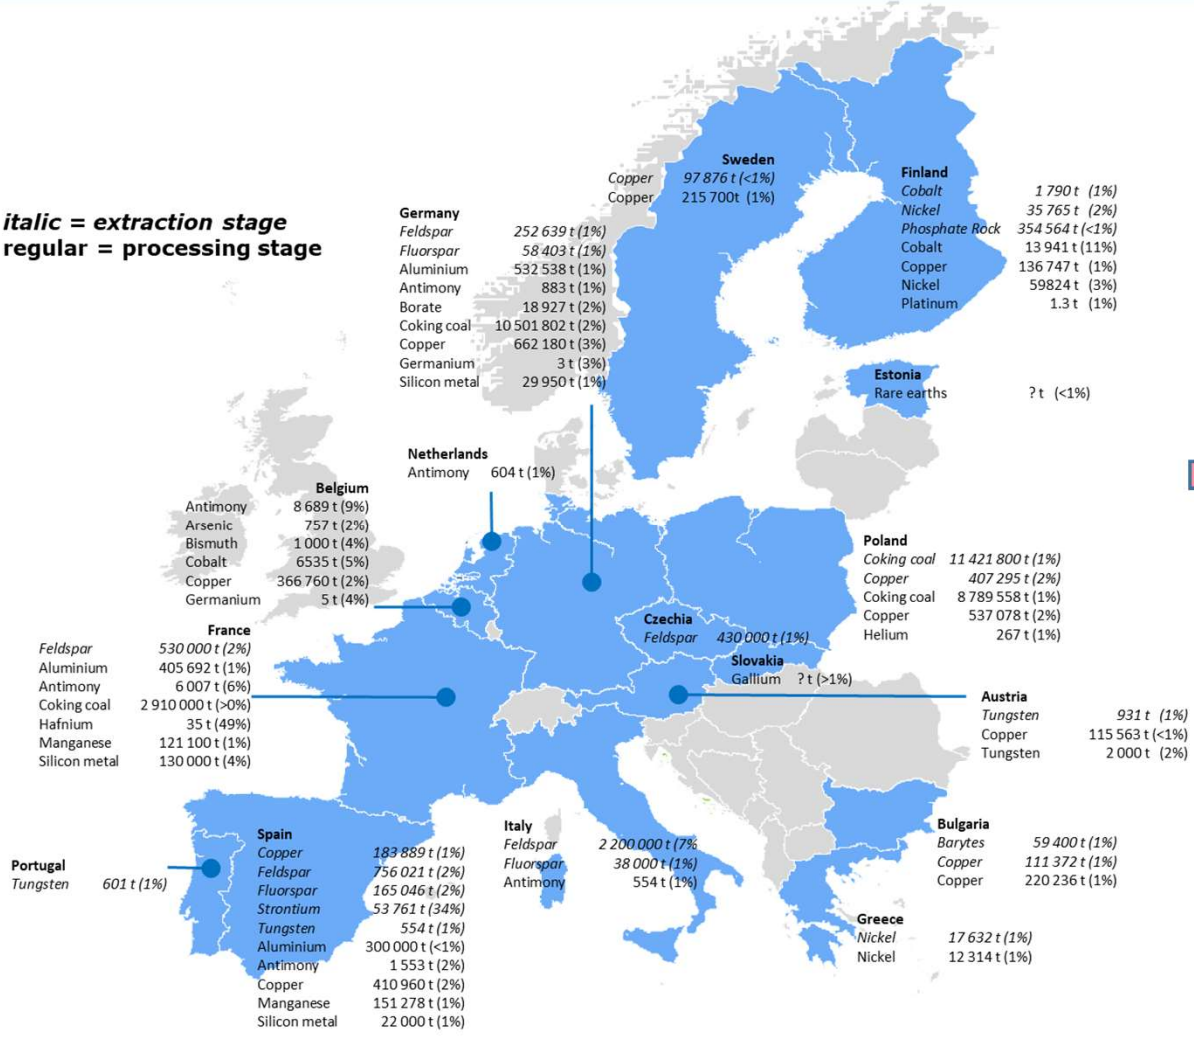 italic = extraction stage
regular = processing stage
Sweden
Copper 97 876 t (<1%)
Copper 215 700t (1%)
Finland
Cobalt 1 790 t (1%)
Nickel 35 765 t (2%)
Phosphate Rock 354 564 t (<1%)
Cobalt 13 941 t (11%)
Copper 136 747 t (1%)
Nickel 59824 t (3%)
Platinum 1.3 t (1%)
Germany
Feldspar 252 639 t (1%)
Fluorspar 58 403 t (1%)
Aluminium 532 538 t (1%)
Antimony 883 t (1%)
Borate 18 927 t (2%)
Coking coal 10 501 802 t (2%)
Copper 662 180 t (3%)
Germanium 3 t (3%)
Silicon metal 29 950 t (1%)
Estonia
Rare earths ? t (<1%)
Netherlands
Antimony 604 t (1%)
Belgium
Antimony 8 689 t (9%)
Arsenic 757 t (2%)
Bismuth 1 000 t (4%)
Cobalt 6535 t (5%)
Copper 366 760 t (2%)
Germanium 5 t (4%)
Poland
Coking coal 11 421 800 t (1%)
Copper 407 295 t (2%)
Coking coal 8 789 558 t (1%)
Copper 537 078 t (2%)
Helium 267 t (1%)
Czechia
Feldspar 430 000 t (1%)
Slovakia
Gallium ? t (>1%)
France
Feldspar 530 000 t (2%)
Aluminium 405 692 t (1%)
Antimony 6 007 t (6%)
Coking coal 2 910 000 t (>0%)
Hafnium 35 t (49%)
Manganese 121 100 t (1%)
Silicon metal 130 000 t (4%)
Austria
Tungsten 931 t (1%)
Copper 115 563 t (<1%)
Tungsten 2 000 t (2%)
Portugal
Tungsten 601 t (1%)
Spain
Copper 183 889 t (1%)
Feldspar 756 021 t (2%)
Fluorspar 165 046 t (2%)
Strontium 53 761 t (34%)
Tungsten 554 t (1%)
Aluminium 300 000 t (<1%)
Antimony 1 553 t (2%)
Copper 410 960 t (2%)
Manganese 151 278 t (1%)
Silicon metal 22 000 t (1%)
Italy
Feldspar 2 200 000 t (7%
Fluorspar 38 000 t (1%)
Antimony 554 t (1%)
Bulgaria
Barytes 59 400 t (1%)
Copper 111 372 t (1%)
Copper 220 236 t (1%)
Greece
Nickel 17 632 t (1%)
Nickel 12 314 t (1%)